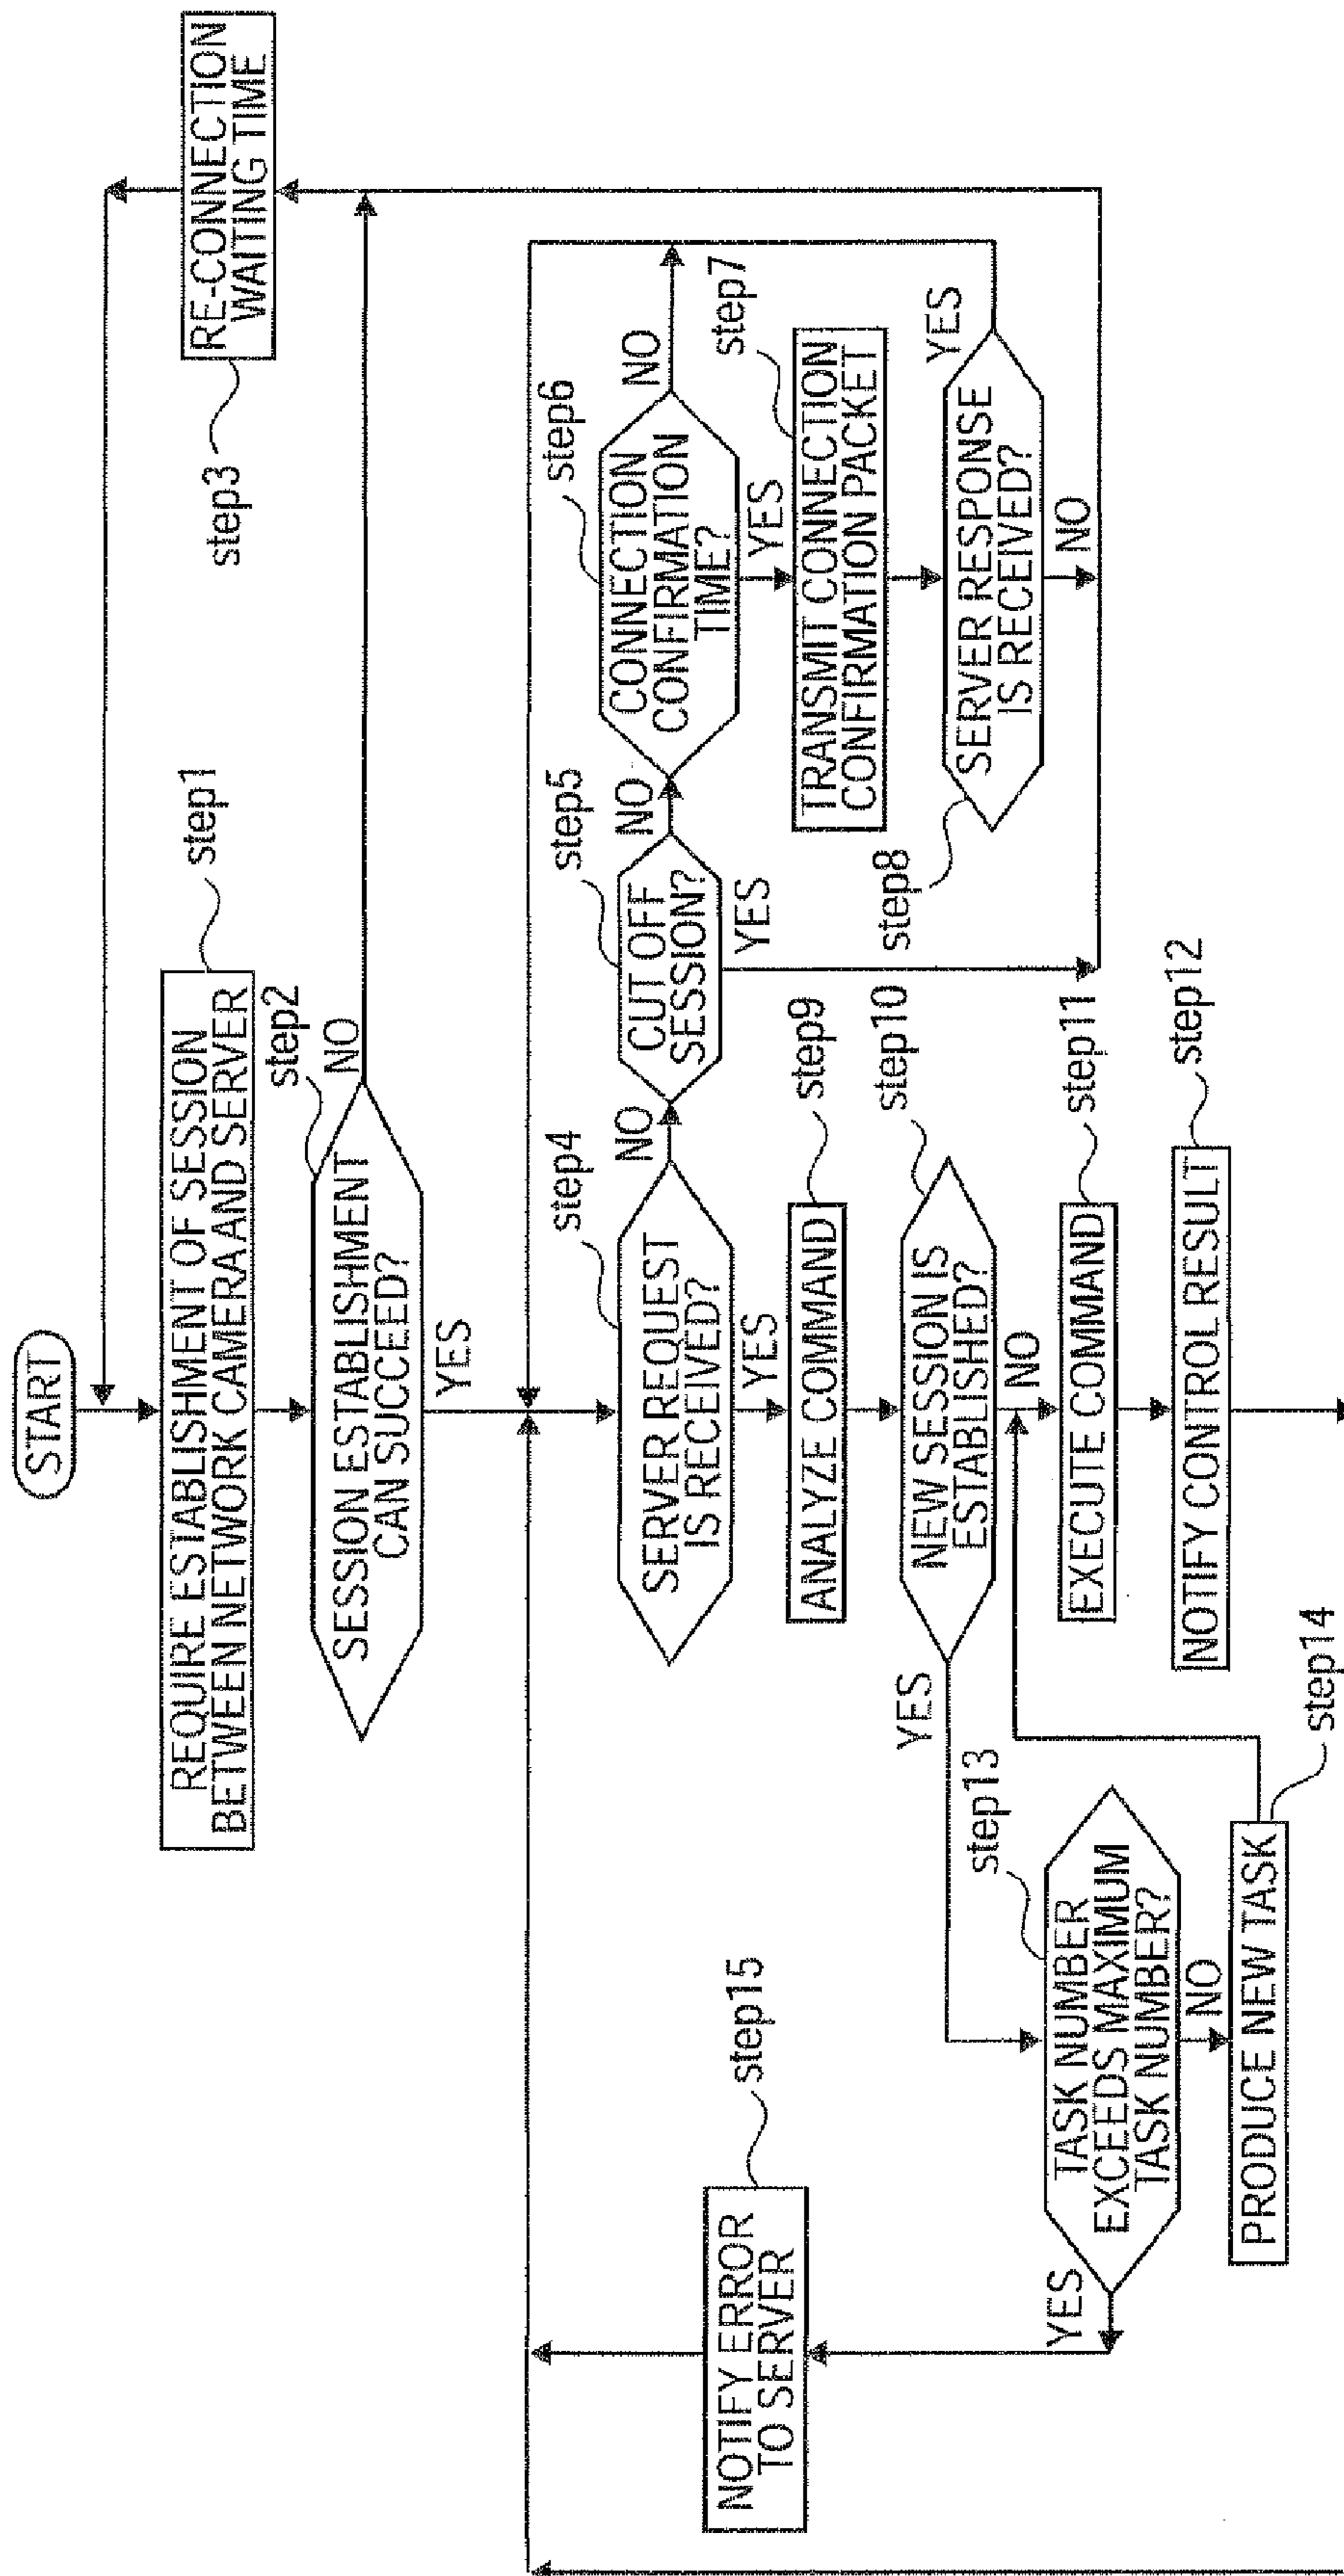 START
REQUIRE ESTABLISHMENT OF SESSION
BETWEEN NETWORK CAMERA AND SERVER
step1
SESSION ESTABLISHMENT
CAN SUCCEED?
step2
NO
YES
RE-CONNECTION
WAITING TIME
step3
SERVER REQUEST
IS RECEIVED?
step4
NO
YES
CUT OFF
SESSION?
step5
NO
YES
CONNECTION
CONFIRMATION
TIME?
step6
NO
YES
TRANSMIT CONNECTION
CONFIRMATION PACKET
step7
SERVER RESPONSE
IS RECEIVED?
step8
YES
NO
ANALYZE COMMAND
step9
NEW SESSION IS
ESTABLISHED?
step10
YES
NO
EXECUTE COMMAND
step11
NOTIFY CONTROL RESULT
step12
TASK NUMBER
EXCEEDS MAXIMUM
TASK NUMBER?
step13
YES
NO
PRODUCE NEW TASK
step14
NOTIFY ERROR
TO SERVER
step15